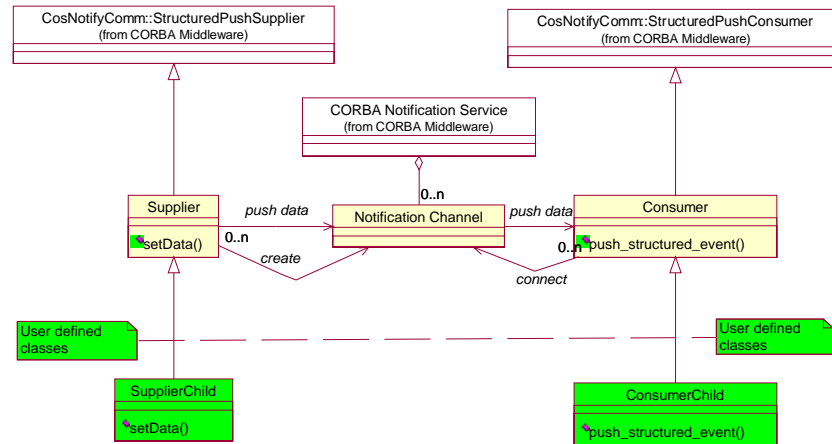 CosNotifyComm::StructuredPushSupplier
(from CORBA Middleware)
CosNotifyComm::StructuredPushConsumer
(from CORBA Middleware)
CORBA Notification Service
(from CORBA Middleware)
0..n
Supplier
setData()
push data
0..n
create
Notification Channel
push data
0..n
connect
Consumer
push_structured_event()
User defined
classes
User defined
classes
SupplierChild
setData()
ConsumerChild
push_structured_event()